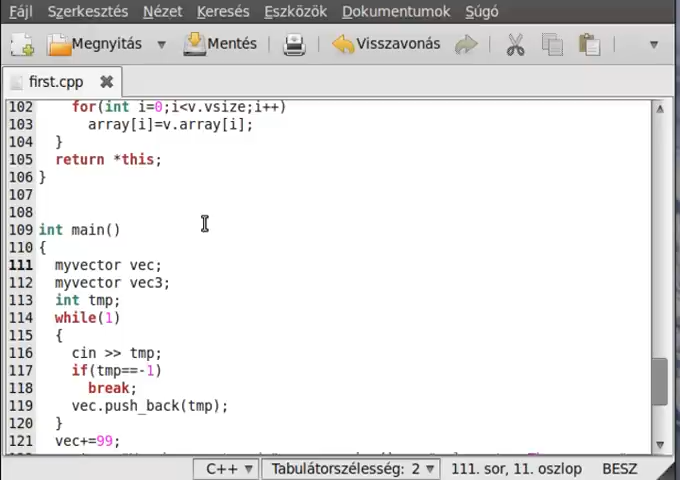 Fájl Szerkesztés Nézet Keresés Eszközök Dokumentumok Súgó
Megnyitás Mentés Visszavonás
first.cpp
102 for(int i=0;i<v.vsize;i++)
103 array[i]=v.array[i];
104 }
105 return *this;
106 }
107
108
109 int main()
110 {
111 myvector vec;
112 myvector vec3;
113 int tmp;
114 while(1)
115 {
116 cin >> tmp;
117 if(tmp==-1)
118 break;
119 vec.push_back(tmp);
120 }
121 vec+=99;
C++ Tabulátorszélesség: 2 111. sor, 11. oszlop BESZ